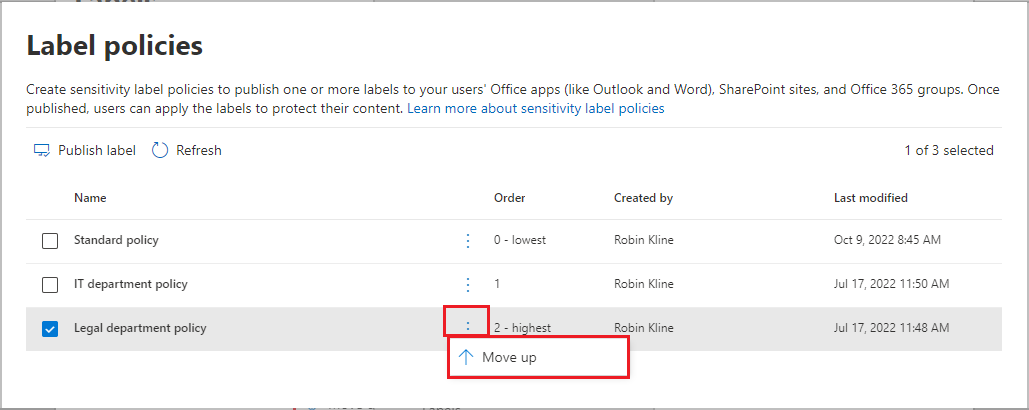 Label policies
Create sensitivity label policies to publish one or more labels to your users' Office apps (like Outlook and Word), SharePoint sites, and Office 365 groups. Once
published, users can apply the labels to protect their content. Learn more about sensitivity label policies
Publish label Refresh 1 of 3 selected
Name Order Created by Last modified
Standard policy 0 - lowest Robin Kline Oct 9, 2022 8:45 AM
IT department policy 1 Robin Kline Jul 17, 2022 11:50 AM
Legal department policy 2 - highest Robin Kline Jul 17, 2022 11:48 AM
Move up